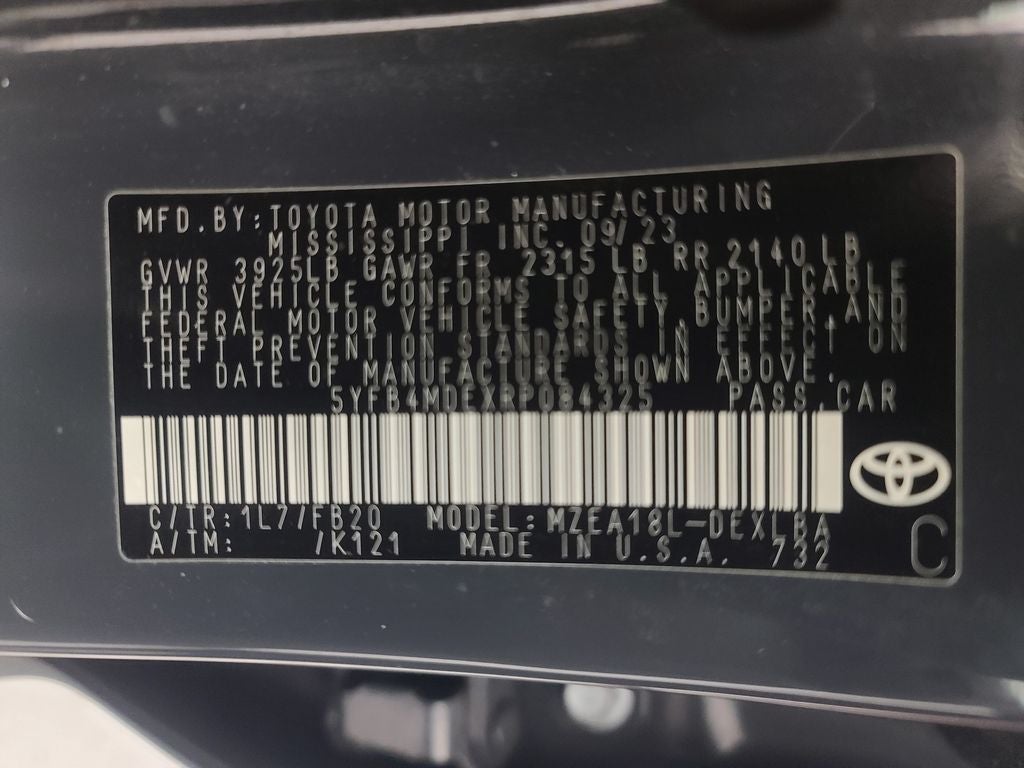 MFD.BY:TOYOTA MOTOR MANUFACTURING
MISSISSIPPI INC. 09/23
GVWR 3925LB GAWR FR 2315 LB RR 2140 LB
THIS VEHICLE CONFORMS TO ALL APPLICABLE
FEDERAL MOTOR VEHICLE SAFETY,BUMPER,AND
THEFT PREVENTION STANDARDS IN EFFECT ON
THE DATE OF MANUFACTURE SHOWN ABOVE.
5YFB4MDEXRP084325 PASS.CAR
C/TR:1L7/FB20 MODEL:MZEA18L-DEXLBA
A/TM: /K121 MADE IN U.S.A. 732
C